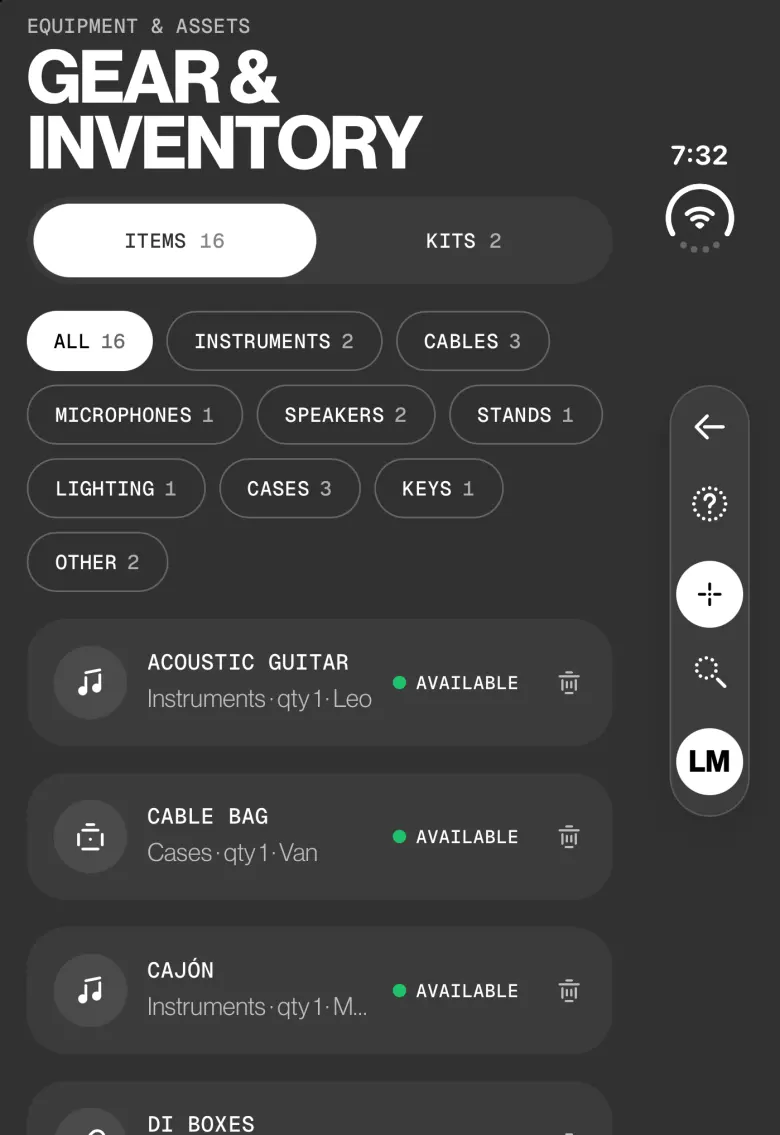 EQUIPMENT & ASSETS
GEAR &
INVENTORY
7:32
ITEMS 16
KITS 2
ALL 16
INSTRUMENTS 2
CABLES 3
MICROPHONES 1
SPEAKERS 2
STANDS 1
LIGHTING 1
CASES 3
KEYS 1
OTHER 2
ACOUSTIC GUITAR
Instruments · qty 1 · Leo
AVAILABLE
CABLE BAG
Cases · qty 1 · Van
AVAILABLE
CAJÓN
Instruments · qty 1 · M...
AVAILABLE
DI BOXES
?
LM